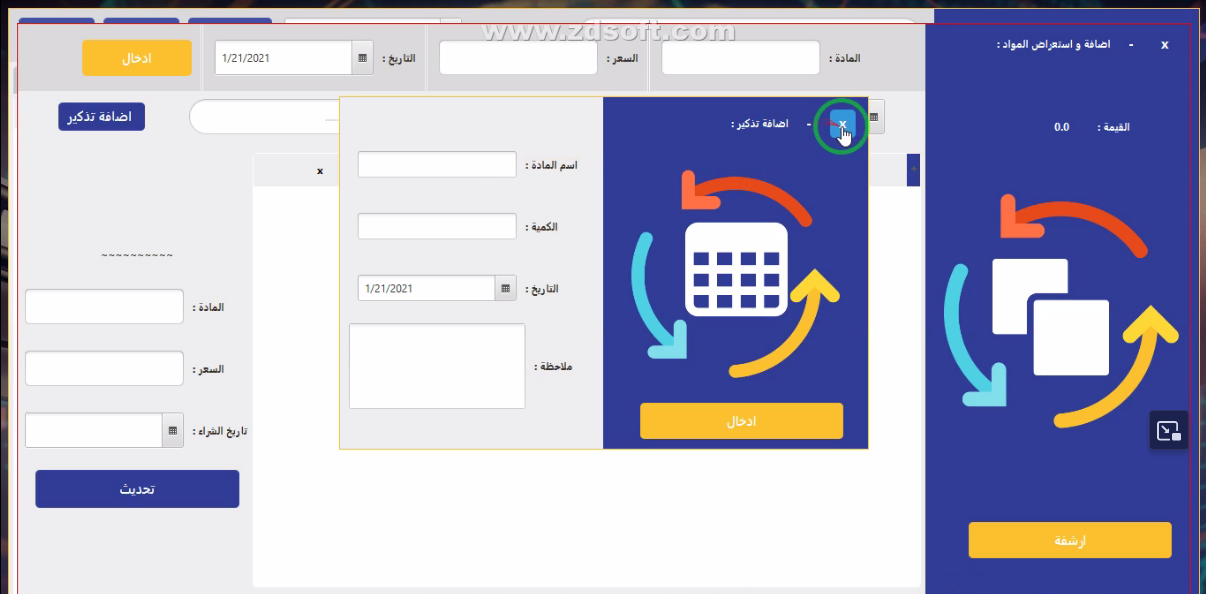 www.zdsoft.com
x - اضافة و استعراض المواد :
المادة :
السعر :
التاريخ : 1/21/2021
ادخال
القيمة : 0.0
اضافة تذكير
x - اضافة تذكير :
اسم المادة :
الكمية :
التاريخ : 1/21/2021
ملاحظة :
ادخال
x
~~~~~~~~~~
المادة :
السعر :
تاريخ الشراء :
تحديث
ارشفة